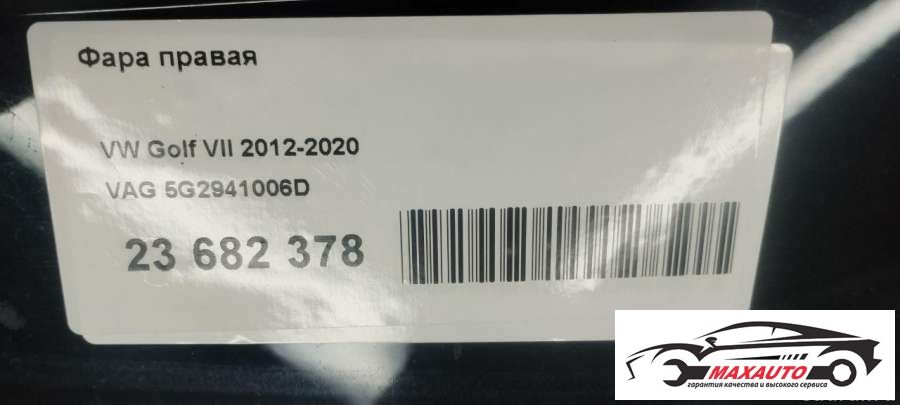 Фара правая
VW Golf VII 2012-2020
VAG 5G2941006D
23 682 378
MAXAUTO
гарантия качества и высокого сервиса